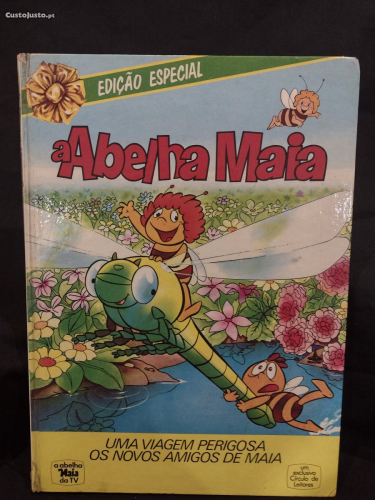 CustoJusto.pt
EDIÇÃO ESPECIAL
a Abelha Maia
UMA VIAGEM PERIGOSA
OS NOVOS AMIGOS DE MAIA
a abelha
Maia
da TV
um
exclusivo
Círculo de
Leitores